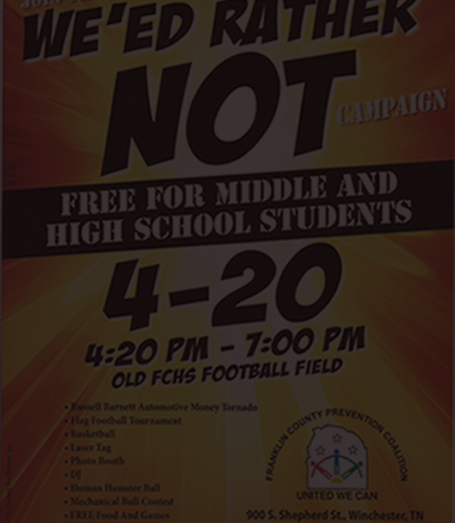 JOIN
WE'ED RATHER
NOT
CAMPAIGN
FREE FOR MIDDLE AND
HIGH SCHOOL STUDENTS
4-20
4:20 PM - 7:00 PM
OLD FCHS FOOTBALL FIELD
• Russell Barnett Automotive Money Tornado
• Flag Football Tournament
• Basketball
• Laser Tag
• Photo Booth
• DJ
• Human Hamster Ball
• Mechanical Bull Contest
• FREE Food And Games
FRANKLIN COUNTY PREVENTION COALITION
UNITED WE CAN
900 S. Shepherd St., Winchester, TN